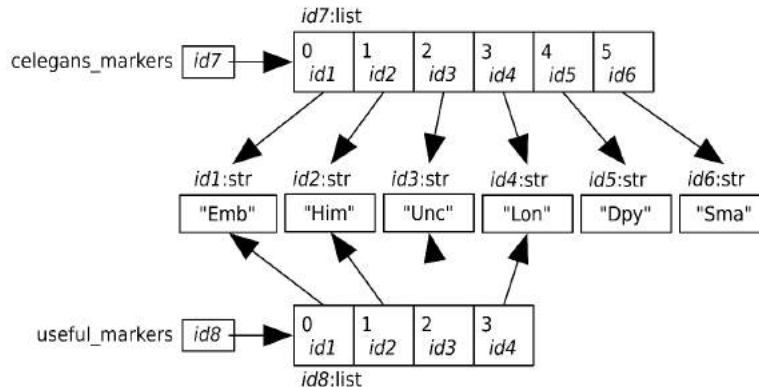 id7:list
celegans_markers id7
0 1 2 3 4 5
id1 id2 id3 id4 id5 id6
id1:str id2:str id3:str id4:str id5:str id6:str
"Emb" "Him" "Unc" "Lon" "Dpy" "Sma"
0 1 2 3
useful_markers id8
id1 id2 id3 id4
id8:list